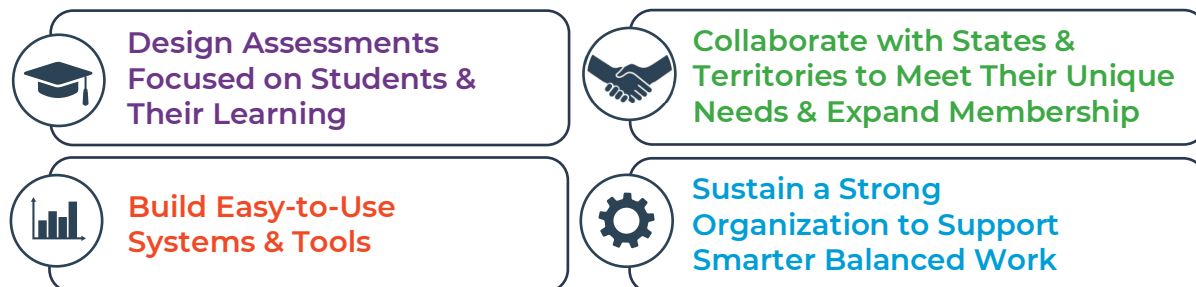 Design Assessments
Focused on Students &
Their Learning
Collaborate with States &
Territories to Meet Their Unique
Needs & Expand Membership
Build Easy-to-Use
Systems & Tools
Sustain a Strong
Organization to Support
Smarter Balanced Work